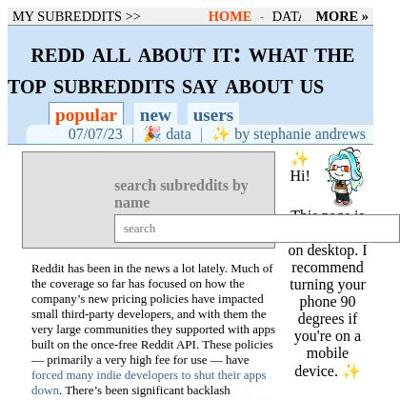 MY SUBREDDITS >> HOME - DATA MORE »
REDD ALL ABOUT IT: WHAT THE
TOP SUBREDDITS SAY ABOUT US
popular new users
07/07/23 | 🎉 data | ✨ by stephanie andrews
✨
Hi!
This page is
on desktop. I
recommend
turning your
phone 90
degrees if
you're on a
mobile
device. ✨
search subreddits by
name
search
Reddit has been in the news a lot lately. Much of
the coverage so far has focused on how the
company's new pricing policies have impacted
small third-party developers, and with them the
very large communities they supported with apps
built on the once-free Reddit API. These policies
— primarily a very high fee for use — have
forced many indie developers to shut their apps
down. There's been significant backlash